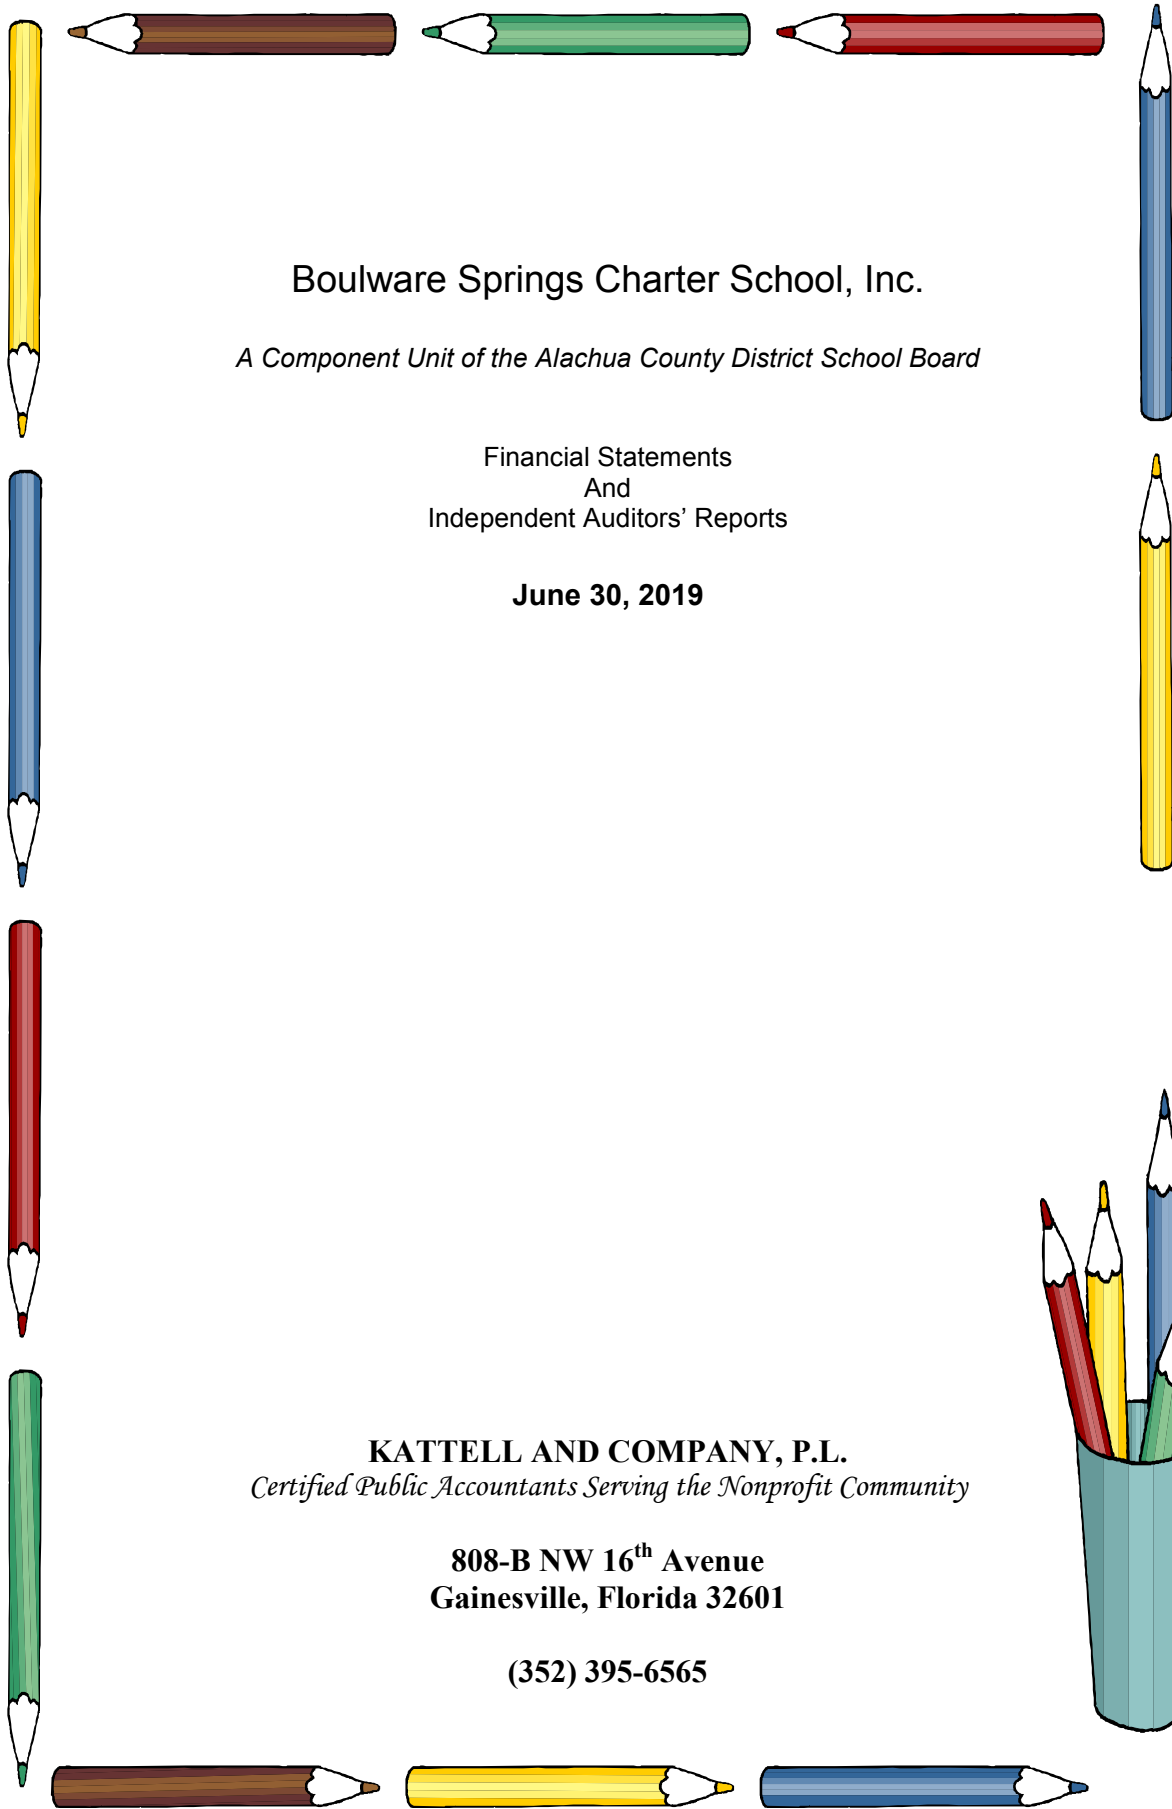 Boulware Springs Charter School, Inc.
A Component Unit of the Alachua County District School Board
Financial Statements
And
Independent Auditors' Reports
June 30, 2019
KATTELL AND COMPANY, P.L.
Certified Public Accountants Serving the Nonprofit Community
808-B NW 16th Avenue
Gainesville, Florida 32601
(352) 395-6565